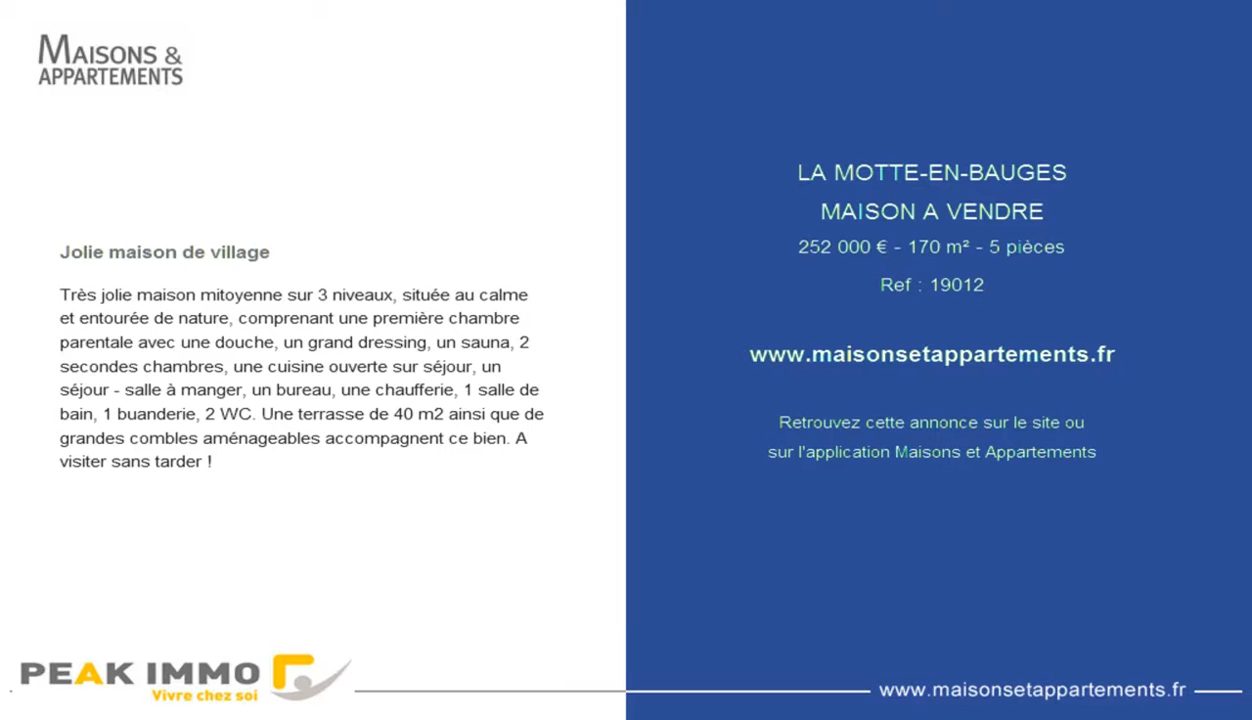 MAISONS &
APPARTEMENTS
Jolie maison de village
Très jolie maison mitoyenne sur 3 niveaux, située au calme
et entourée de nature, comprenant une première chambre
parentale avec une douche, un grand dressing, un sauna, 2
secondes chambres, une cuisine ouverte sur séjour, un
séjour - salle à manger, un bureau, une chaufferie, 1 salle de
bain, 1 buanderie, 2 WC. Une terrasse de 40 m2 ainsi que de
grandes combles aménageables accompagnent ce bien. A
visiter sans tarder !
PEAK IMMO
Vivre chez soi
LA MOTTE-EN-BAUGES
MAISON A VENDRE
252 000 € - 170 m² - 5 pièces
Ref : 19012
www.maisonsetappartements.fr
Retrouvez cette annonce sur le site ou
sur l'application Maisons et Appartements
www.maisonsetappartements.fr